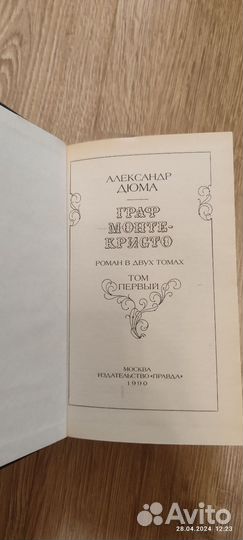 АЛЕКСАНДР
ДЮМА
ГРАФ
МОНТЕ-
КРИСТО
РОМАН В ДВУХ ТОМАХ
ТОМ
ПЕРВЫЙ
МОСКВА
ИЗДАТЕЛЬСТВО «ПРАВДА»
1990
Avito
28.04.2024 12:23